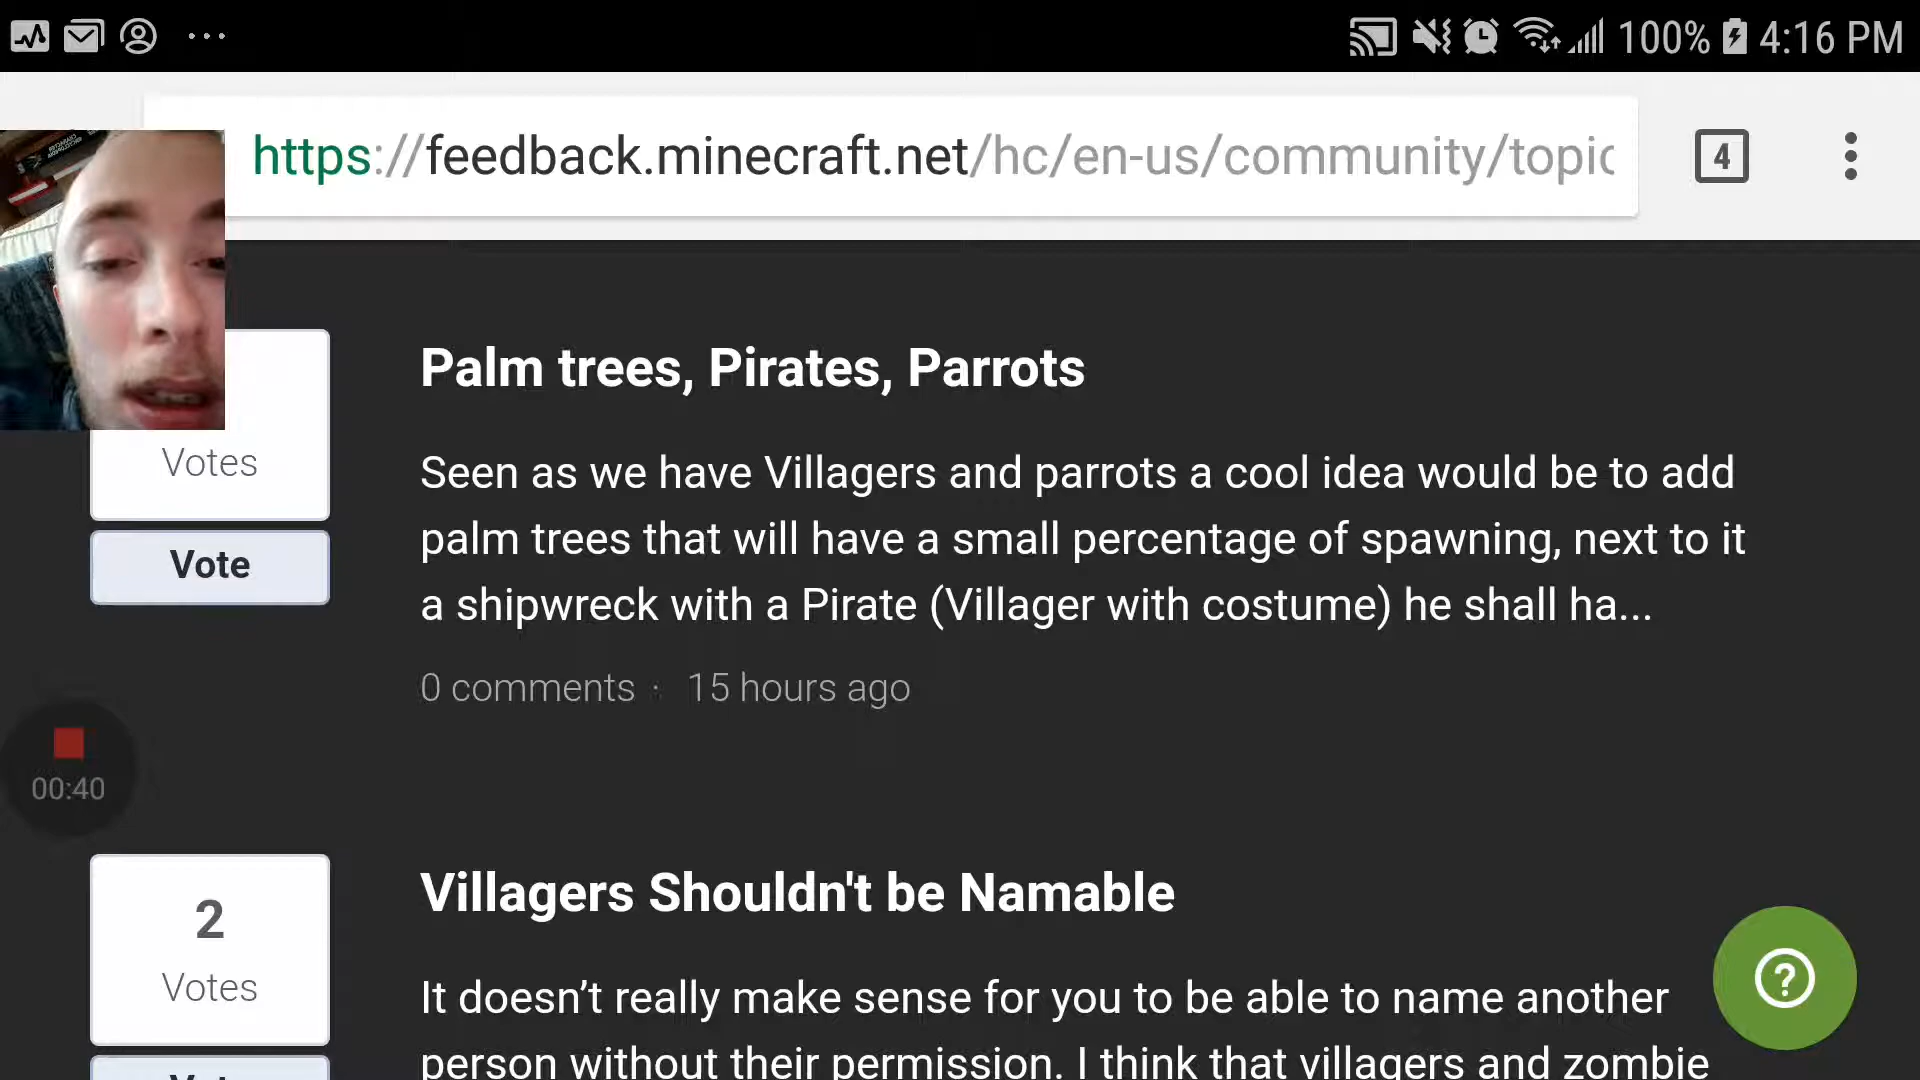 100% 4:16 PM
https://feedback.minecraft.net/hc/en-us/community/topic
4
Palm trees, Pirates, Parrots
Votes
Vote
Seen as we have Villagers and parrots a cool idea would be to add
palm trees that will have a small percentage of spawning, next to it
a shipwreck with a Pirate (Villager with costume) he shall ha...
0 comments · 15 hours ago
00:40
2
Votes
Villagers Shouldn't be Namable
It doesn’t really make sense for you to be able to name another
person without their permission. I think that villagers and zombie
Vote